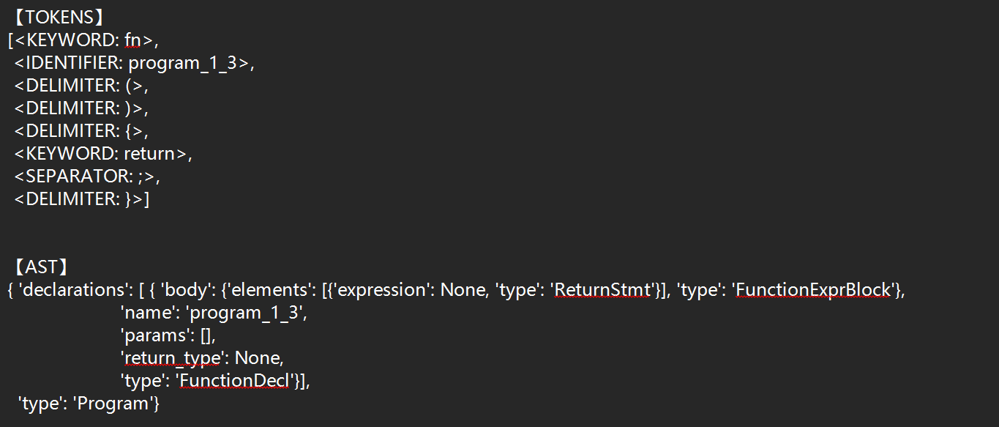 【TOKENS】
[<KEYWORD: fn>,
<IDENTIFIER: program_1_3>,
<DELIMITER: (>,
<DELIMITER: )>,
<DELIMITER: {>,
<KEYWORD: return>,
<SEPARATOR: ;>,
<DELIMITER: }>]
【AST】
{ 'declarations': [ { 'body': {'elements': [{'expression': None, 'type': 'ReturnStmt'}], 'type': 'FunctionExprBlock'},
'name': 'program_1_3',
'params': [],
'return_type': None,
'type': 'FunctionDecl'}],
'type': 'Program'}